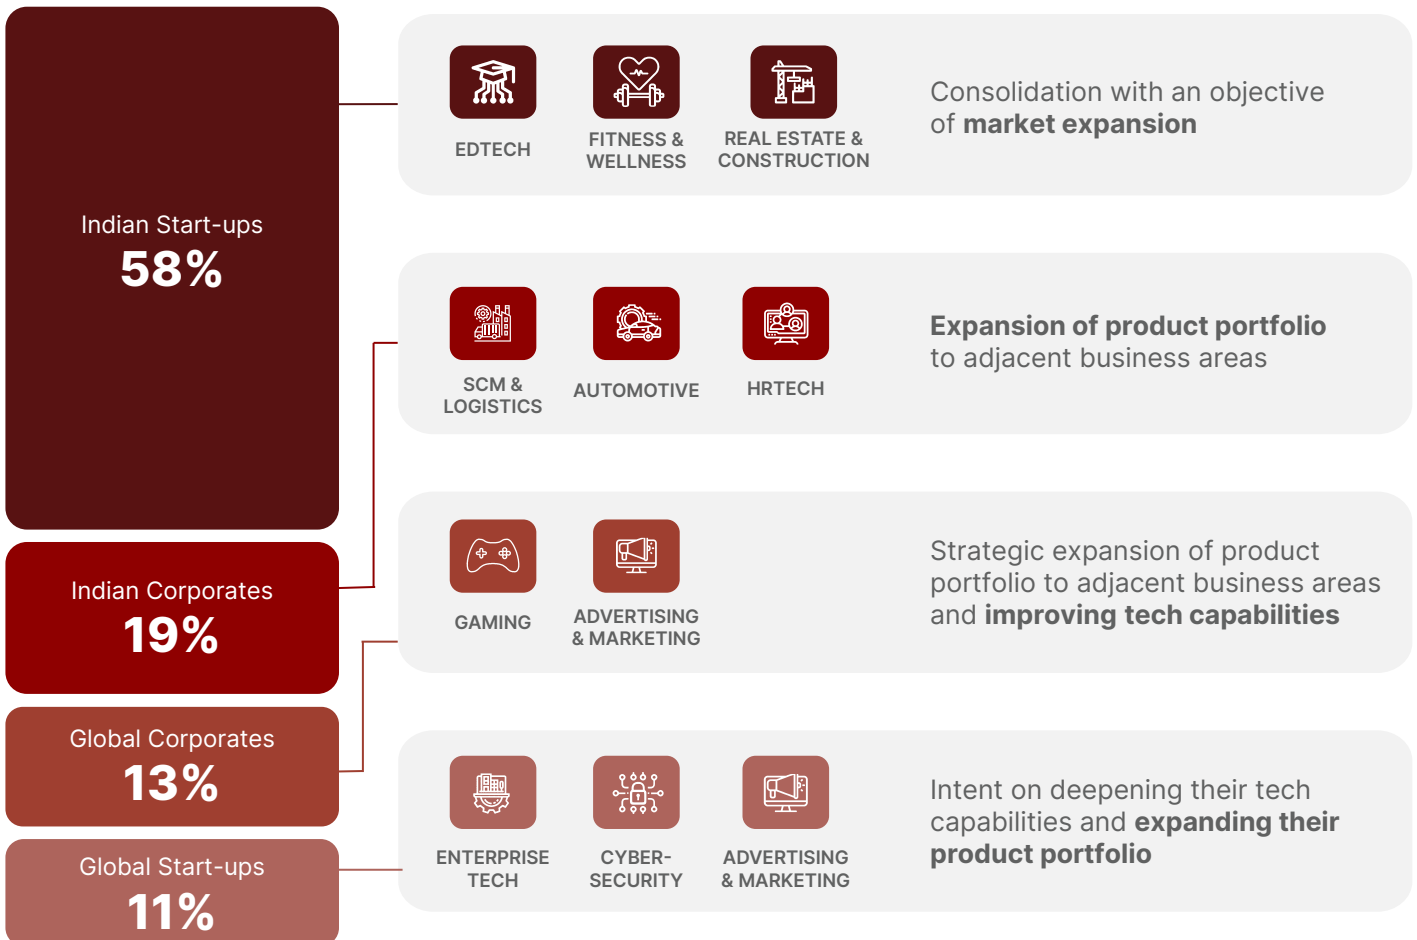 Indian Start-ups
58%
EDTECH
FITNESS &
WELLNESS
REAL ESTATE &
CONSTRUCTION
Consolidation with an objective
of market expansion
Indian Corporates
19%
SCM &
LOGISTICS
AUTOMOTIVE
HRTECH
Expansion of product portfolio
to adjacent business areas
Global Corporates
13%
GAMING
ADVERTISING
& MARKETING
Strategic expansion of product
portfolio to adjacent business areas
and improving tech capabilities
Global Start-ups
11%
ENTERPRISE
TECH
CYBER-
SECURITY
ADVERTISING
& MARKETING
Intent on deepening their tech
capabilities and expanding their
product portfolio